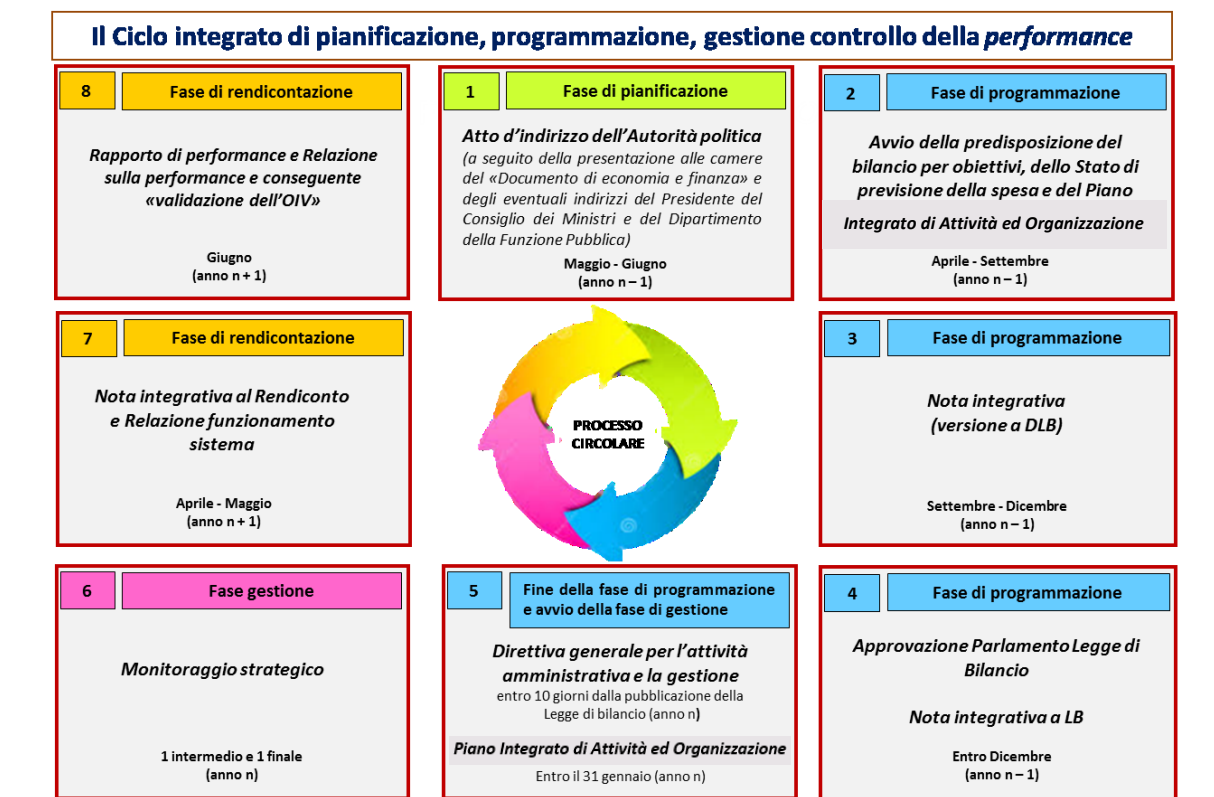 Il Ciclo integrato di pianificazione, programmazione, gestione controllo della performance
8
Fase di rendicontazione
Rapporto di performance e Relazione
sulla performance e conseguente
«validazione dell'OIV»
Giugno
(anno n + 1)
1
Fase di pianificazione
Atto d'indirizzo dell'Autorità politica
(a seguito della presentazione alle camere
del «Documento di economia e finanza» e
degli eventuali indirizzi del Presidente del
Consiglio dei Ministri e del Dipartimento
della Funzione Pubblica)
Maggio - Giugno
(anno n – 1)
2
Fase di programmazione
Avvio della predisposizione del
bilancio per obiettivi, dello Stato di
previsione della spesa e del Piano
Integrato di Attività ed Organizzazione
Aprile - Settembre
(anno n – 1)
7
Fase di rendicontazione
Nota integrativa al Rendiconto
e Relazione funzionamento
sistema
Aprile - Maggio
(anno n + 1)
PROCESSO
CIRCOLARE
3
Fase di programmazione
Nota integrativa
(versione a DLB)
Settembre - Dicembre
(anno n – 1)
6
Fase gestione
Monitoraggio strategico
1 intermedio e 1 finale
(anno n)
5
Fine della fase di programmazione
e avvio della fase di gestione
Direttiva generale per l'attività
amministrativa e la gestione
entro 10 giorni dalla pubblicazione della
Legge di bilancio (anno n)
Piano Integrato di Attività ed Organizzazione
Entro il 31 gennaio (anno n)
4
Fase di programmazione
Approvazione Parlamento Legge di
Bilancio
Nota integrativa a LB
Entro Dicembre
(anno n – 1)